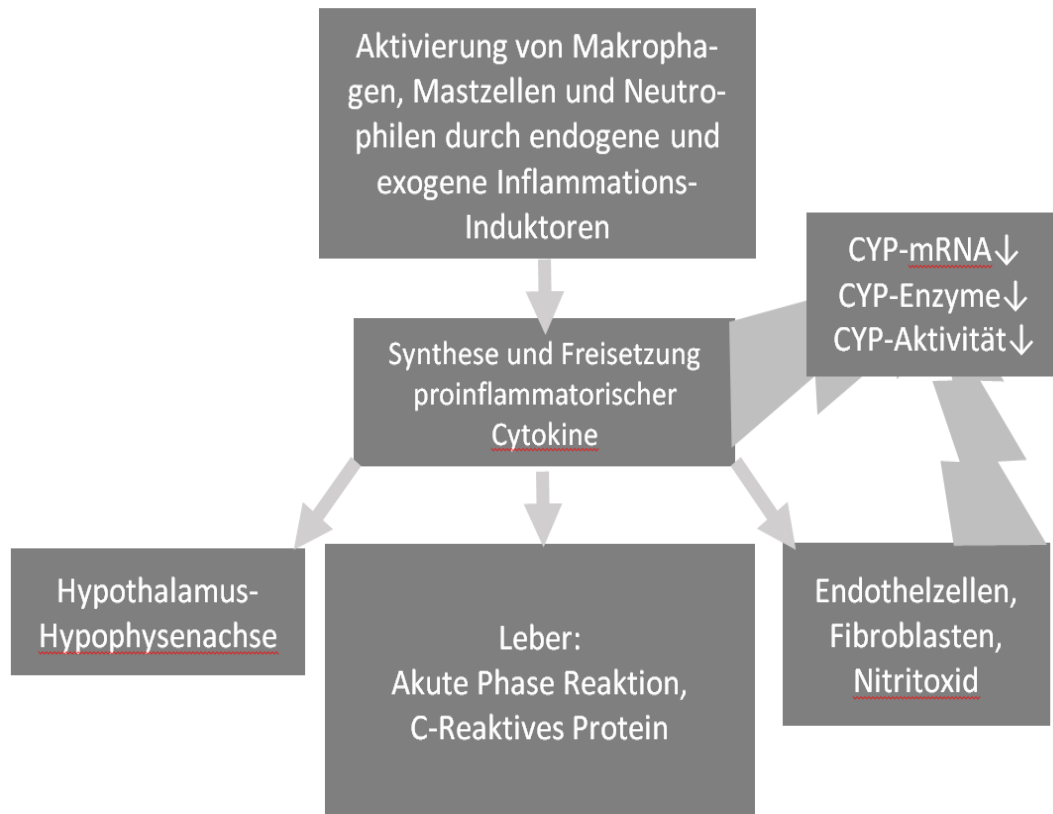 Aktivierung von Makropha-
gen, Mastzellen und Neutro-
philen durch endogene und
exogene Inflammations-
Induktoren
CYP-mRNA↓
CYP-Enzyme↓
CYP-Aktivität↓
Synthese und Freisetzung
proinflammatorischer
Cytokine
Hypothalamus-
Hypophysenachse
Leber:
Akute Phase Reaktion,
C-Reaktives Protein
Endothelzellen,
Fibroblasten,
Nitritoxid